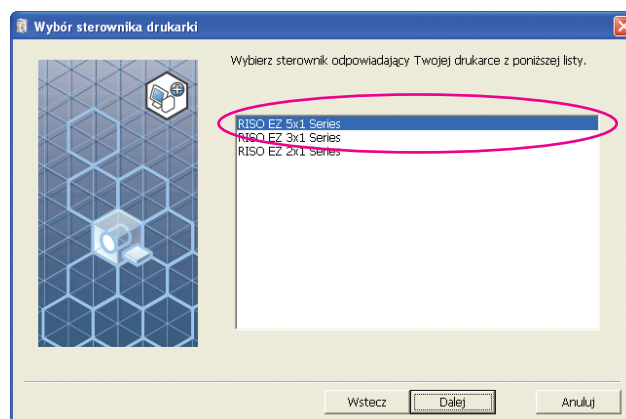 Wybór sterownika drukarki
Wybierz sterownik odpowiadający Twojej drukarce z poniższej listy.
RISO EZ 5x1 Series
RISO EZ 3x1 Series
RISO EZ 2x1 Series
Wstecz
Dalej
Anuluj